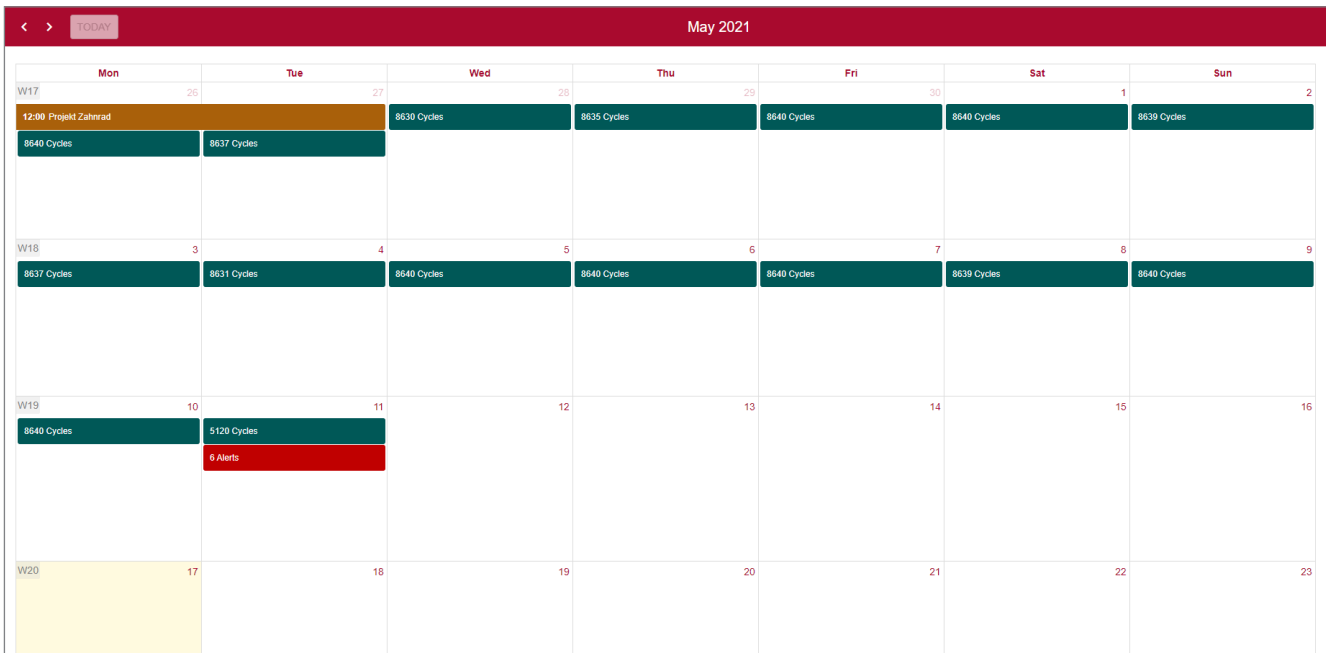 TODAY May 2021
Mon Tue Wed Thu Fri Sat Sun
W17 26 27 28 29 30 1 2
12:00 Projekt Zahnrad 8630 Cycles 8635 Cycles 8640 Cycles 8640 Cycles 8639 Cycles
8640 Cycles 8637 Cycles
W18 3 4 5 6 7 8 9
8637 Cycles 8631 Cycles 8640 Cycles 8640 Cycles 8640 Cycles 8639 Cycles 8640 Cycles
W19 10 11 12 13 14 15 16
8640 Cycles 5120 Cycles
6 Alerts
W20 17 18 19 20 21 22 23